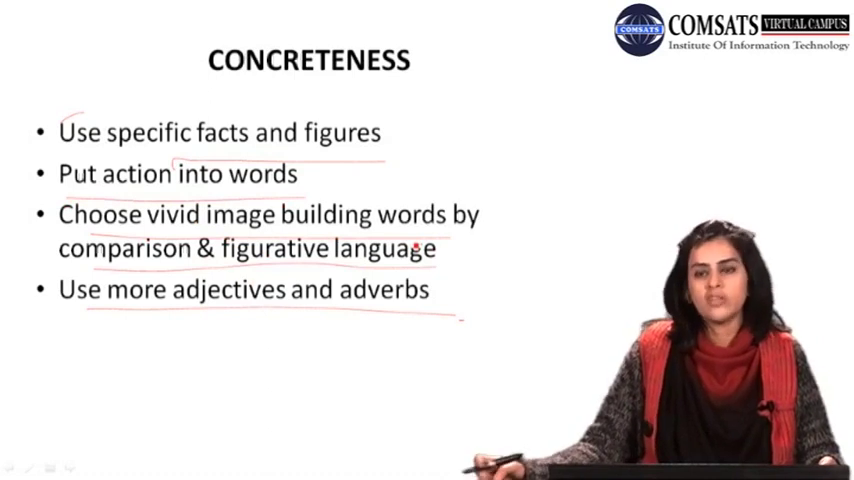 COMSATS
COMSATS VIRTUAL CAMPUS
Institute Of Information Technology
CONCRETENESS
• Use specific facts and figures
• Put action into words
• Choose vivid image building words by
comparison & figurative language
• Use more adjectives and adverbs